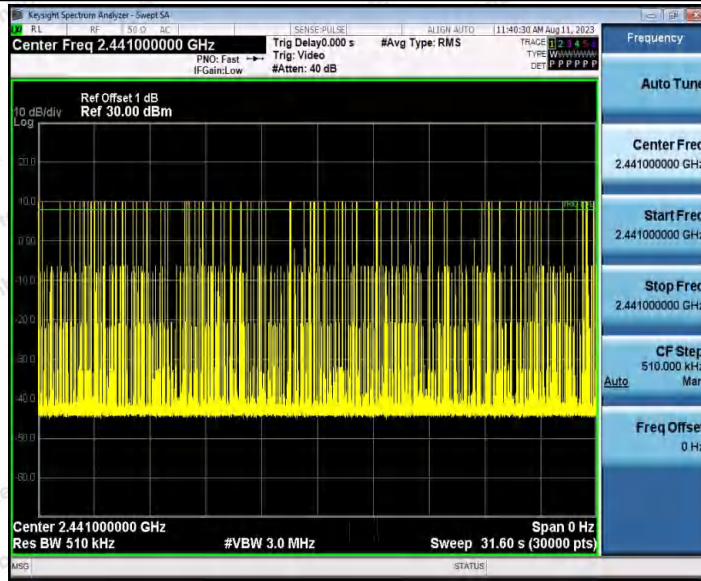 Keysight Spectrum Analyzer - Swept SA
RL RF 50 Ω AC SENSE:PULSE ALIGN AUTO 11:40:30 AM Aug 11, 2023
Center Freq 2.441000000 GHz
PNO: Fast
IFGain:Low
Trig Delay0.000 s
Trig: Video
#Atten: 40 dB
#Avg Type: RMS
TRACE 1 2 3 4 5 6
TYPE WWWWWW
DET P P P P P P
Ref Offset 1 dB
10 dB/div Ref 30.00 dBm
Log
20.0
10.0
0.00
-10.0
-20.0
-30.0
-40.0
-50.0
-60.0
TRIG LVL
Center 2.441000000 GHz Span 0 Hz
Res BW 510 kHz #VBW 3.0 MHz Sweep 31.60 s (30000 pts)
MSG STATUS
Frequency
Auto Tune
Center Freq
2.441000000 GHz
Start Freq
2.441000000 GHz
Stop Freq
2.441000000 GHz
CF Step
510.000 kHz
Auto Man
Freq Offset
0 Hz